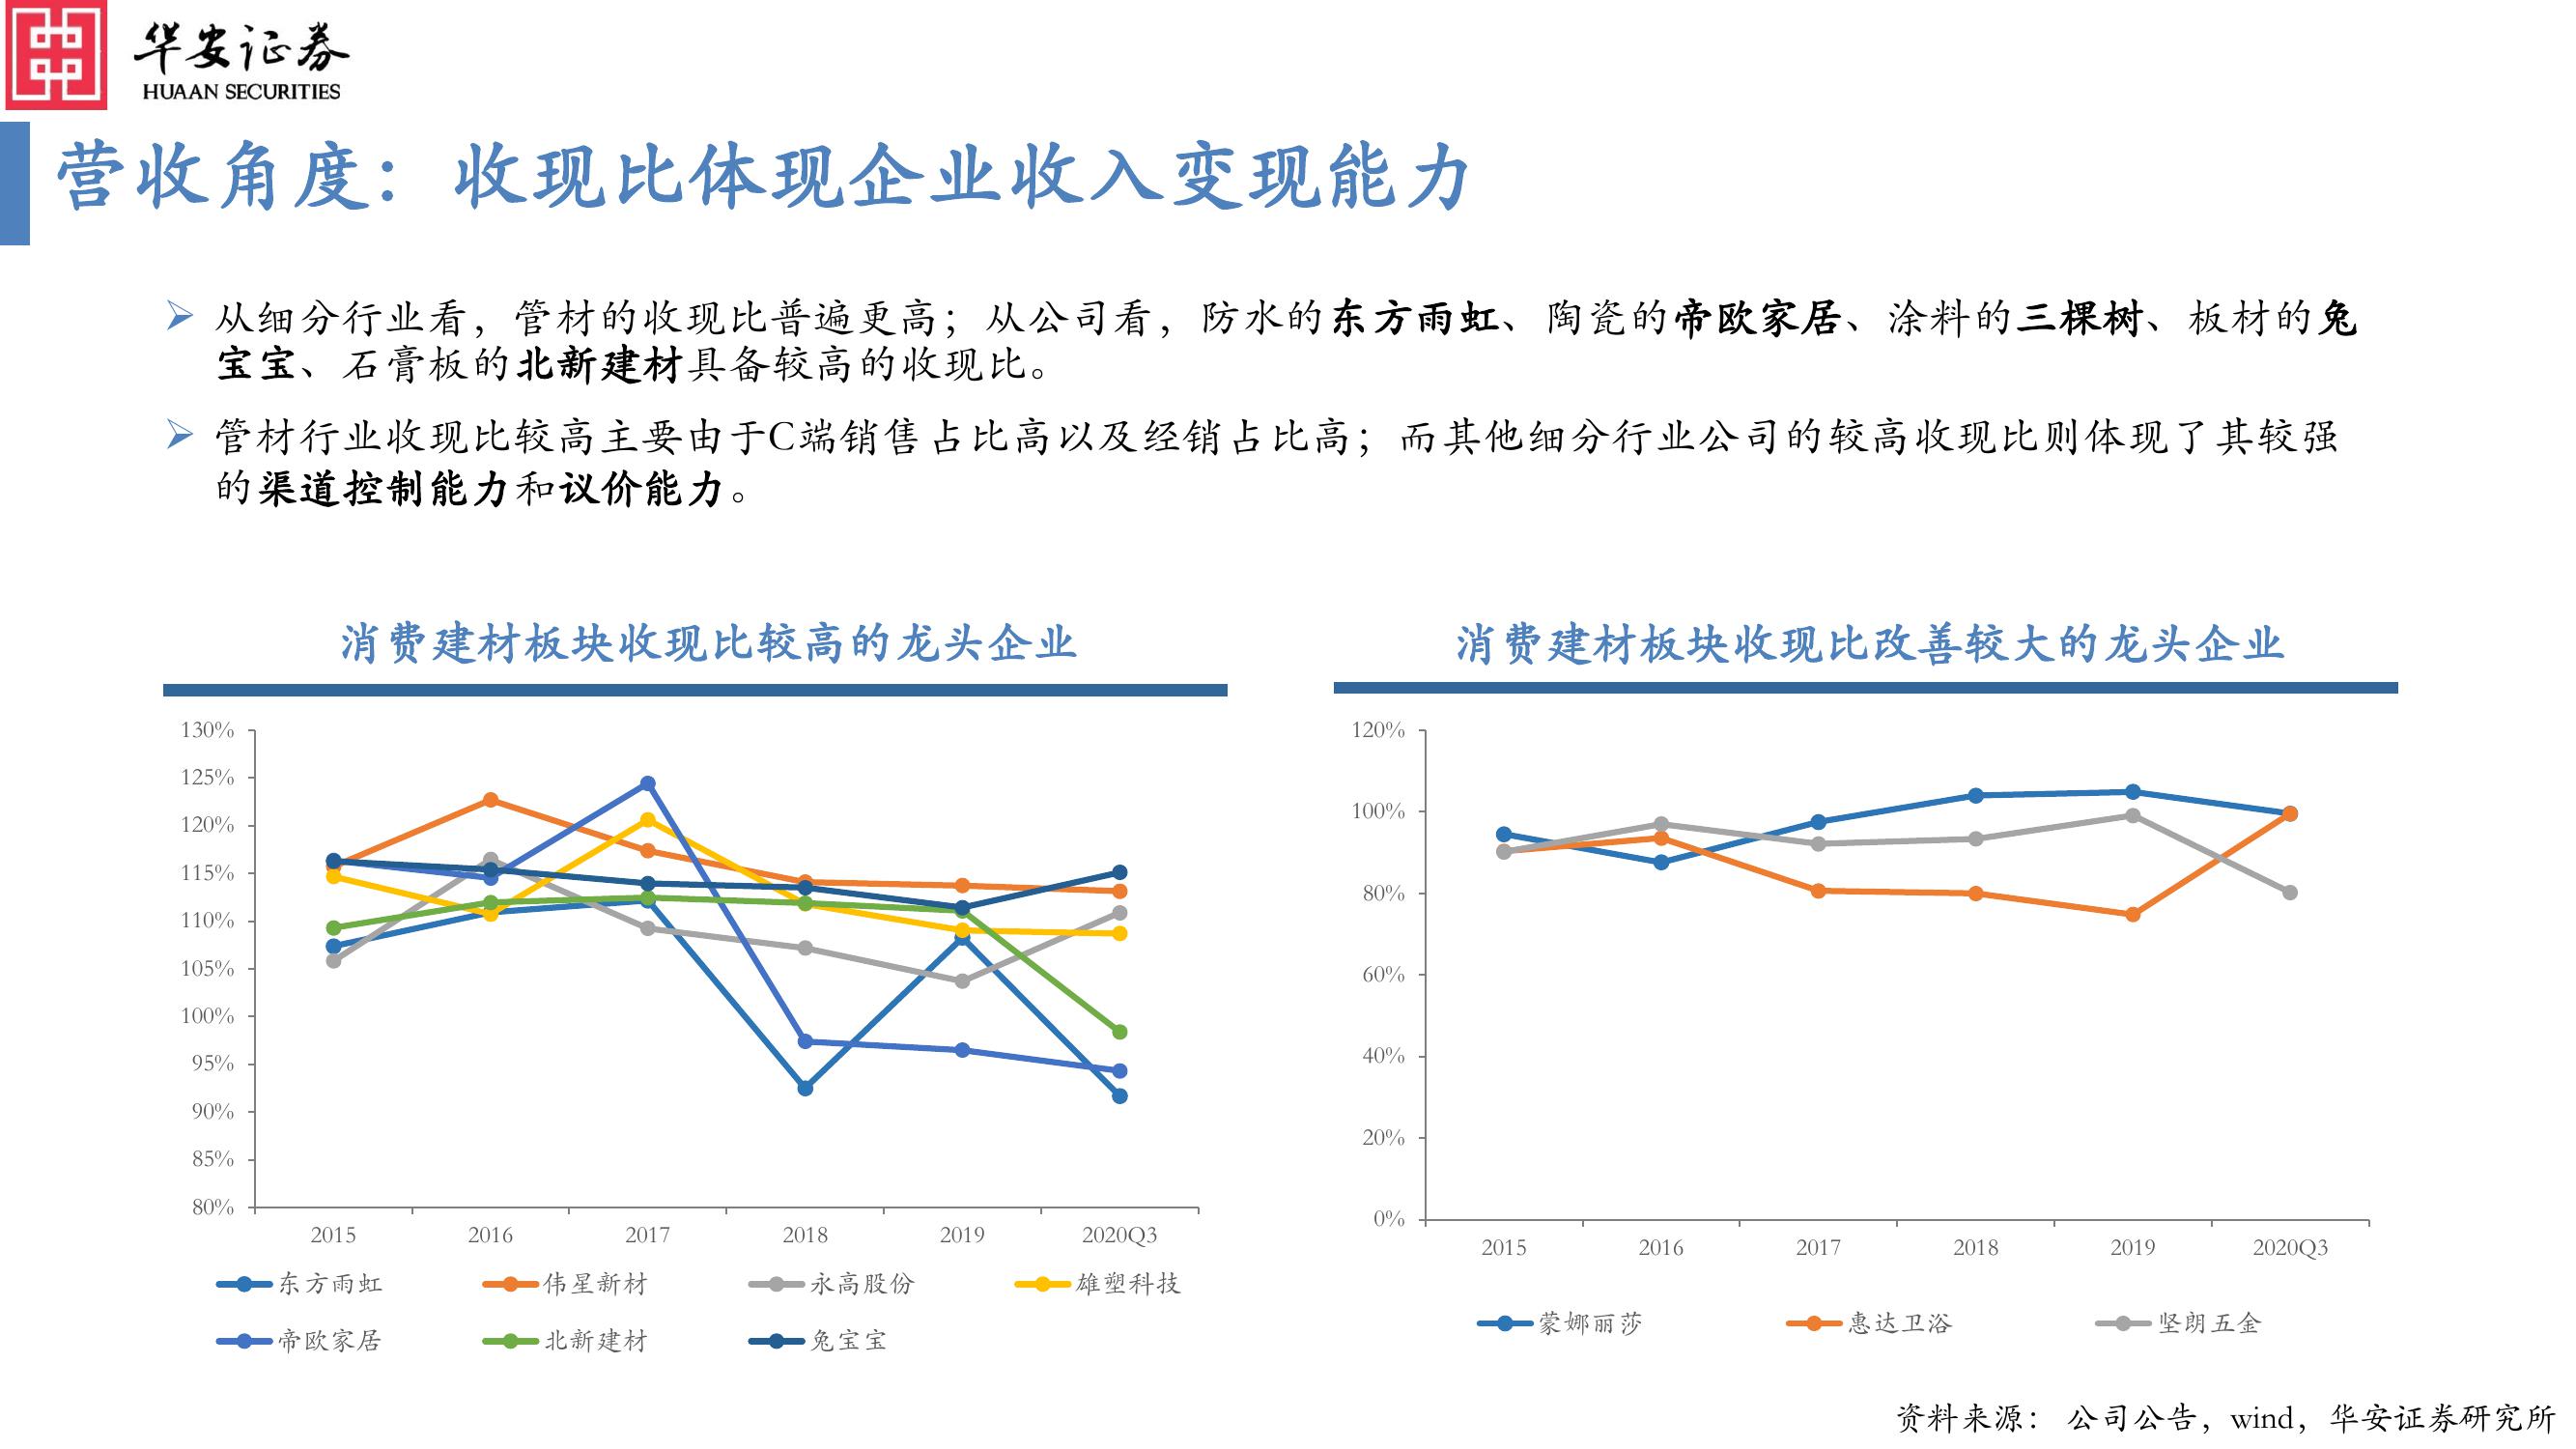 华安证券
HUAAN SECURITIES
营收角度：收现比体现企业收入变现能力
从细分行业看，管材的收现比普遍更高；从公司看，防水的东方雨虹、陶瓷的帝欧家居、涂料的三棵树、板材的兔
宝宝、石膏板的北新建材具备较高的收现比。
管材行业收现比较高主要由于C端销售占比高以及经销占比高；而其他细分行业公司的较高收现比则体现了其较强
的渠道控制能力和议价能力。
消费建材板块收现比较高的龙头企业
130%
125%
120%
115%
110%
105%
100%
95%
90%
85%
80%
2015 2016 2017 2018 2019 2020Q3
东方雨虹 伟星新材 永高股份 雄塑科技
帝欧家居 北新建材 兔宝宝
消费建材板块收现比改善较大的龙头企业
120%
100%
80%
60%
40%
20%
0%
2015 2016 2017 2018 2019 2020Q3
蒙娜丽莎 惠达卫浴 坚朗五金
资料来源：公司公告，wind，华安证券研究所